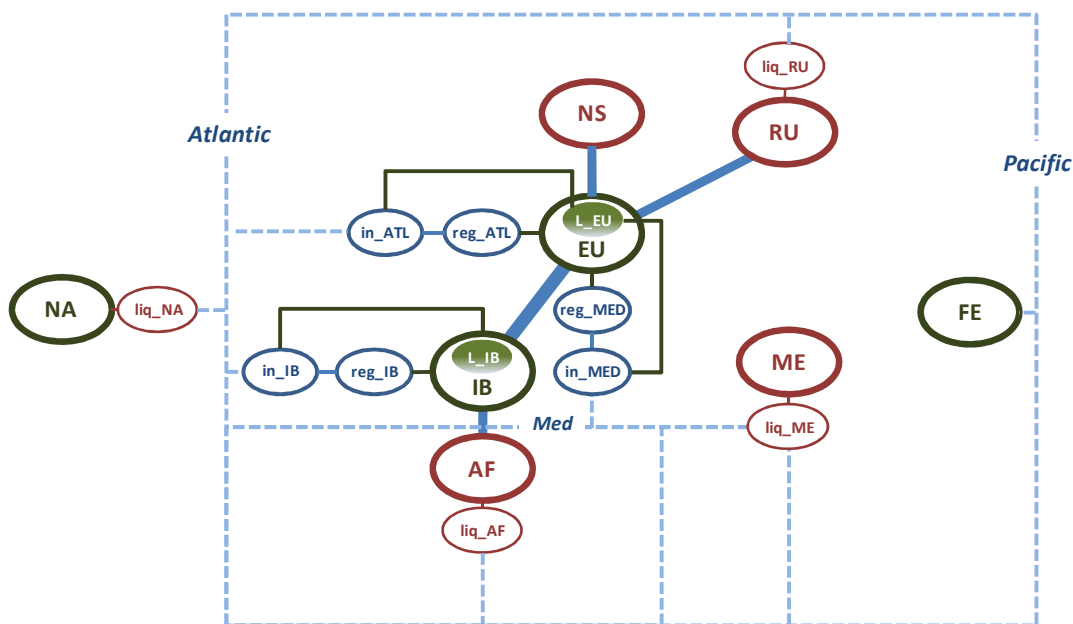 liq_RU
NS
RU
Atlantic
Pacific
L_EU
in_ATL
reg_ATL
EU
NA
liq_NA
reg_MED
FE
L_IB
in_IB
reg_IB
IB
in_MED
ME
Med
liq_ME
AF
liq_AF